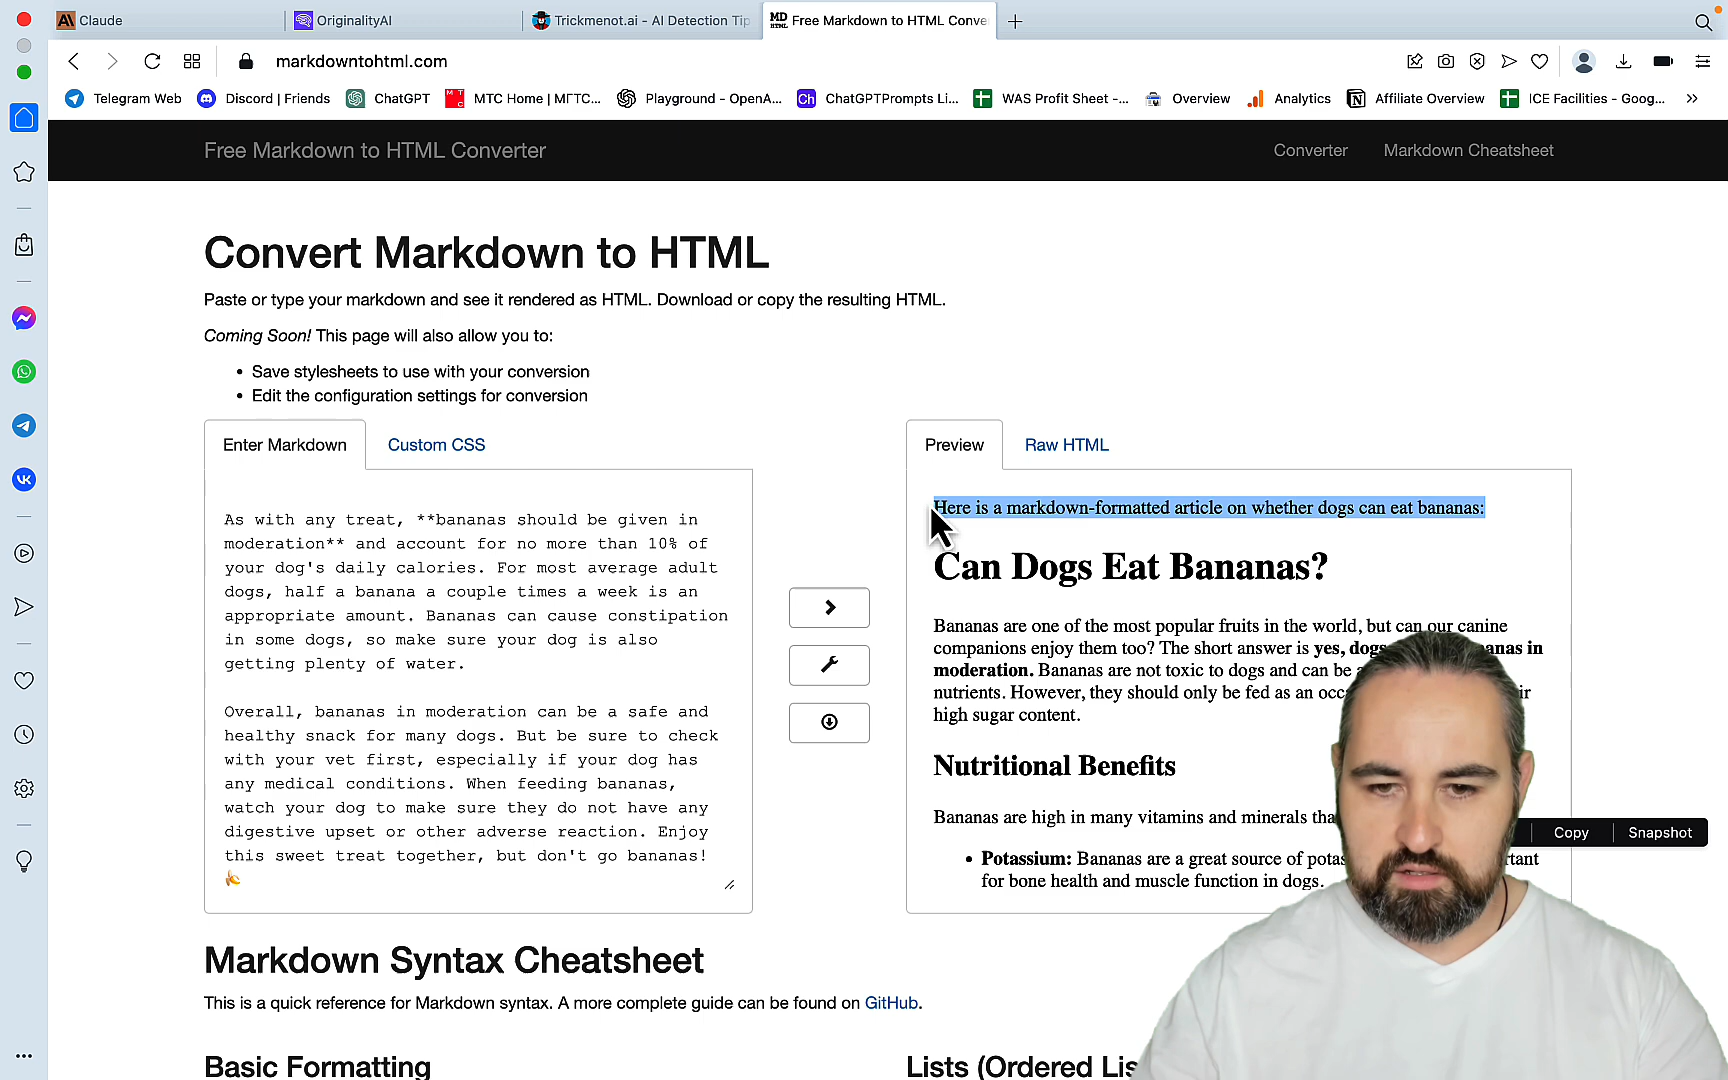 Claude
OriginalityAI
Trickmenot.ai - AI Detection Tip
MD HTML
Free Markdown to HTML Conve
markdowntohtml.com
Telegram Web
Discord | Friends
ChatGPT
MTC Home | МГТС...
Playground - OpenA...
Ch
ChatGPTPrompts Li...
WAS Profit Sheet -...
Overview
Analytics
Affiliate Overview
ICE Facilities - Goog...
Free Markdown to HTML Converter
Converter
Markdown Cheatsheet
Convert Markdown to HTML
Paste or type your markdown and see it rendered as HTML. Download or copy the resulting HTML.
Coming Soon! This page will also allow you to:
• Save stylesheets to use with your conversion
• Edit the configuration settings for conversion
Enter Markdown
Custom CSS
As with any treat, **bananas should be given in
moderation** and account for no more than 10% of
your dog's daily calories. For most average adult
dogs, half a banana a couple times a week is an
appropriate amount. Bananas can cause constipation
in some dogs, so make sure your dog is also
getting plenty of water.
Overall, bananas in moderation can be a safe and
healthy snack for many dogs. But be sure to check
with your vet first, especially if your dog has
any medical conditions. When feeding bananas,
watch your dog to make sure they do not have any
digestive upset or other adverse reaction. Enjoy
this sweet treat together, but don't go bananas!
🍌
Preview
Raw HTML
Here is a markdown-formatted article on whether dogs can eat bananas:
Can Dogs Eat Bananas?
Bananas are one of the most popular fruits in the world, but can our canine
companions enjoy them too? The short answer is yes, dogs anas in
moderation. Bananas are not toxic to dogs and can be a
nutrients. However, they should only be fed as an occ ir
high sugar content.
Nutritional Benefits
Bananas are high in many vitamins and minerals tha
• Potassium: Bananas are a great source of potas rtant
for bone health and muscle function in dogs.
Copy
Snapshot
Markdown Syntax Cheatsheet
This is a quick reference for Markdown syntax. A more complete guide can be found on GitHub.
Basic Formatting
Lists (Ordered Lis